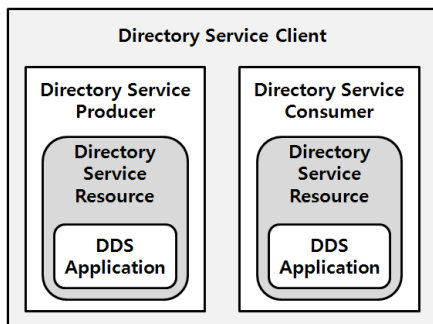 Directory Service Client
Directory Service
Producer
Directory
Service
Resource
DDS
Application
Directory Service
Consumer
Directory
Service
Resource
DDS
Application